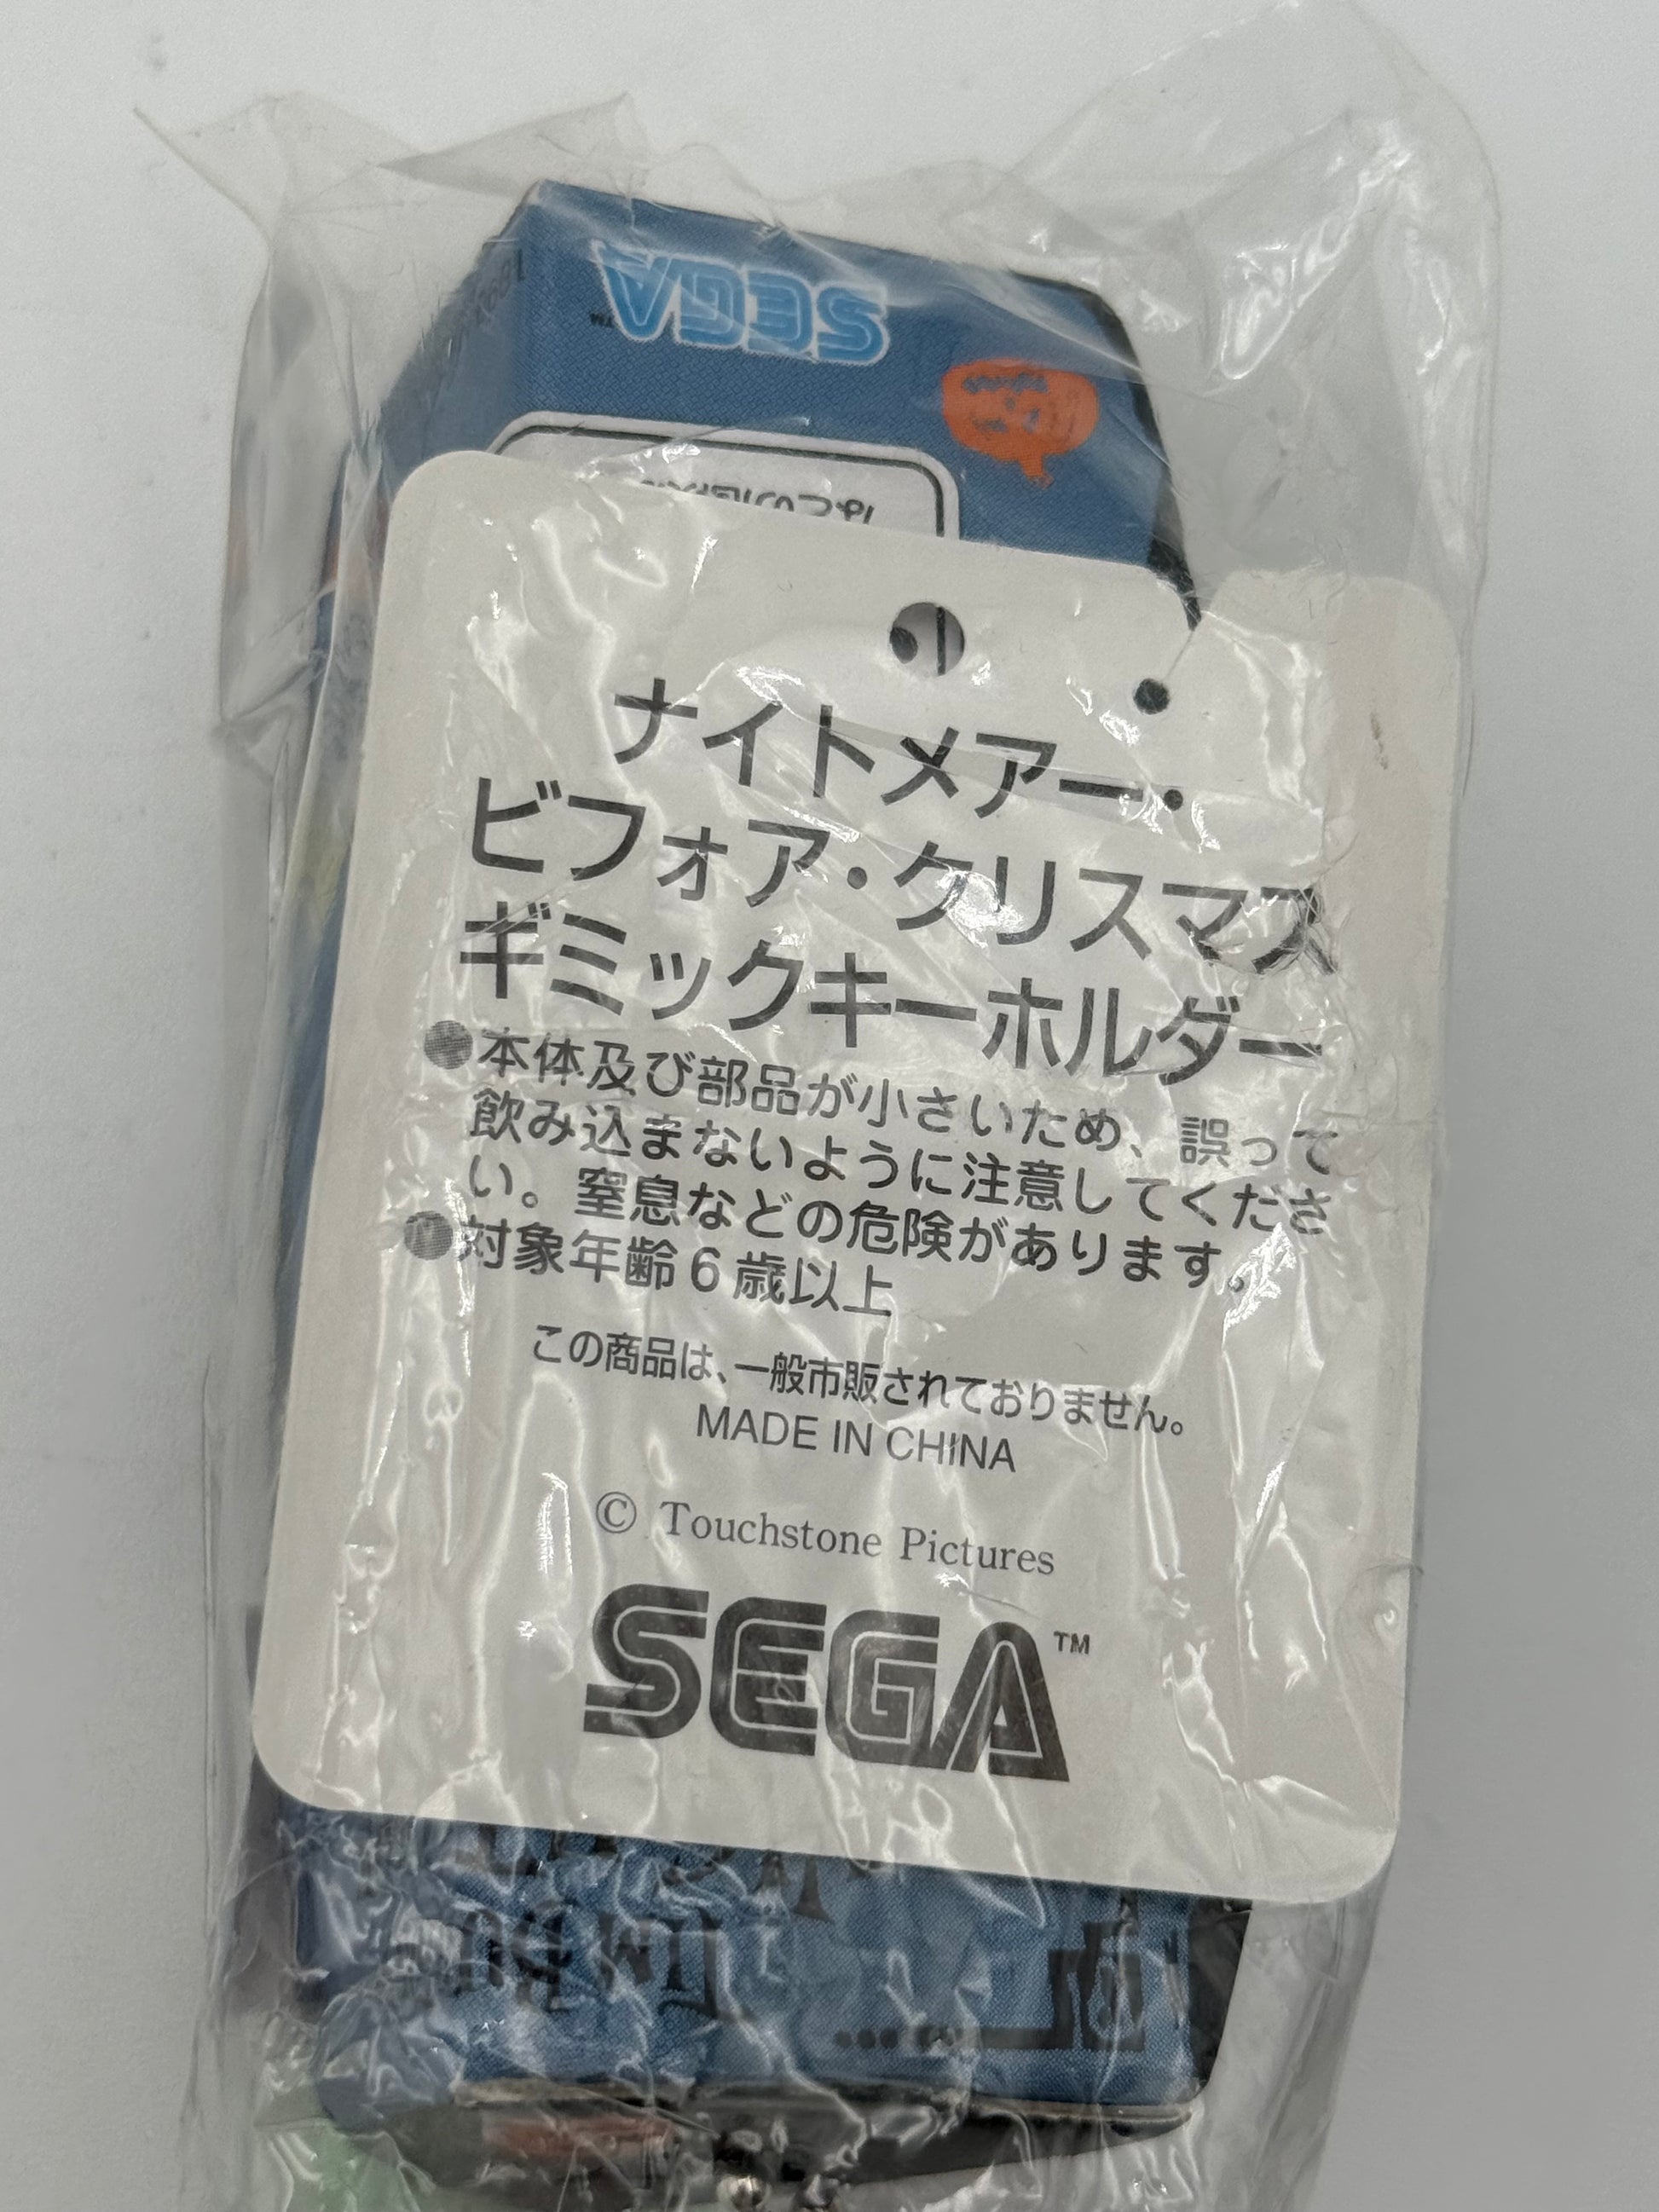 SEGA
TM
ナイトメアー・
ビフォア・クリスマス
ギミックキーホルダー
●本体及び部品が小さいため、誤って
飲み込まないように注意してくださ
い。窒息などの危険があります。
●対象年齢6歳以上
この商品は、一般市販されておりません。
MADE IN CHINA
© Touchstone Pictures
SEGA™
TIM BU